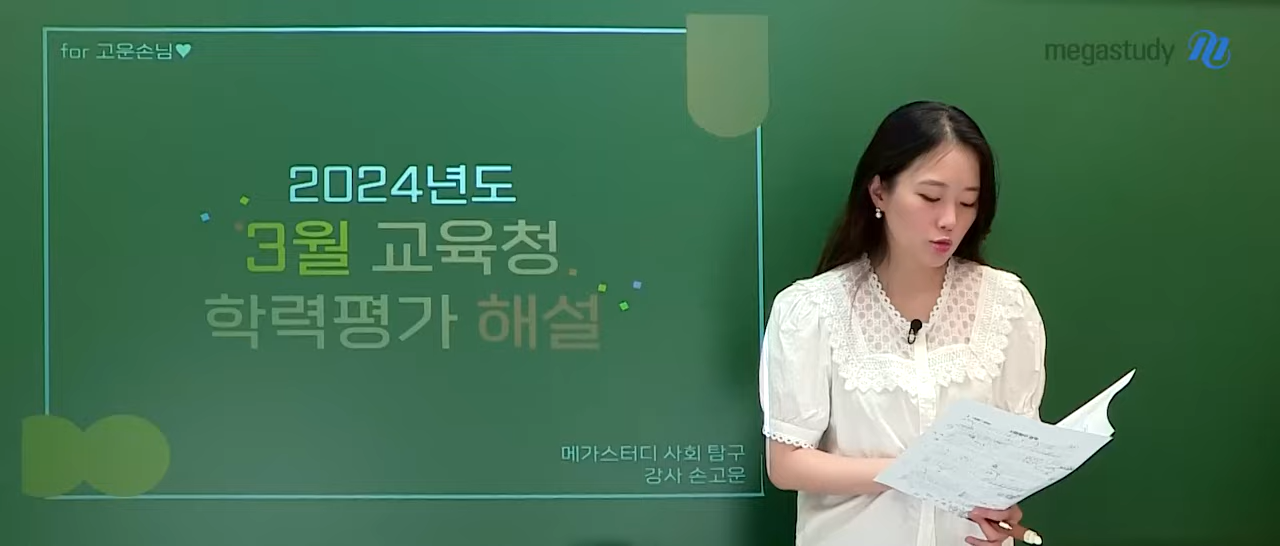 for 고운손님♥
megastudy
2024년도
3월 교육청
학력평가 해설
메가스터디 사회 탐구
강사 손고운